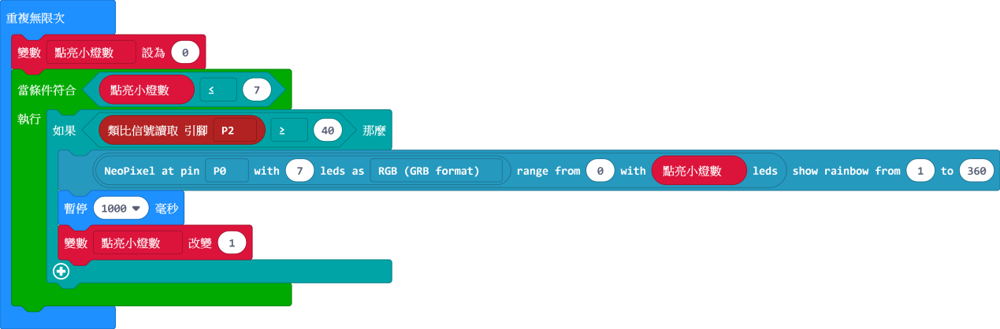 重複無限次
變數 點亮小燈數 設為 0
當條件符合 點亮小燈數 ≤ 7
執行
如果 類比信號讀取 引腳 P2 ≥ 40 那麼
NeoPixel at pin P0 with 7 leds as RGB (GRB format) range from 0 with 點亮小燈數 leds show rainbow from 1 to 360
暫停 1000 毫秒
變數 點亮小燈數 改變 1